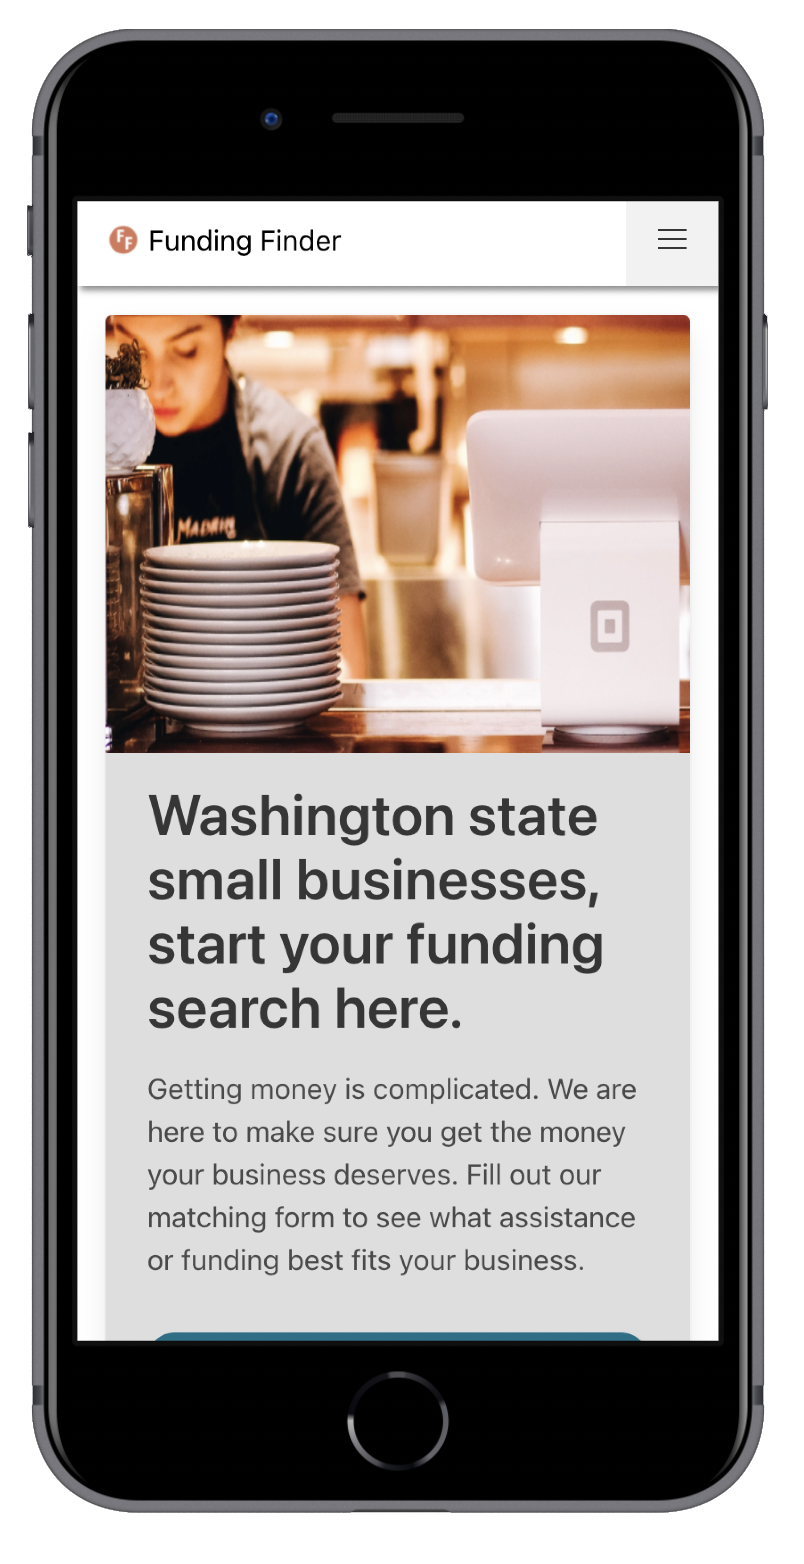 FF Funding Finder
MADRID
Washington state
small businesses,
start your funding
search here.
Getting money is complicated. We are
here to make sure you get the money
your business deserves. Fill out our
matching form to see what assistance
or funding best fits your business.